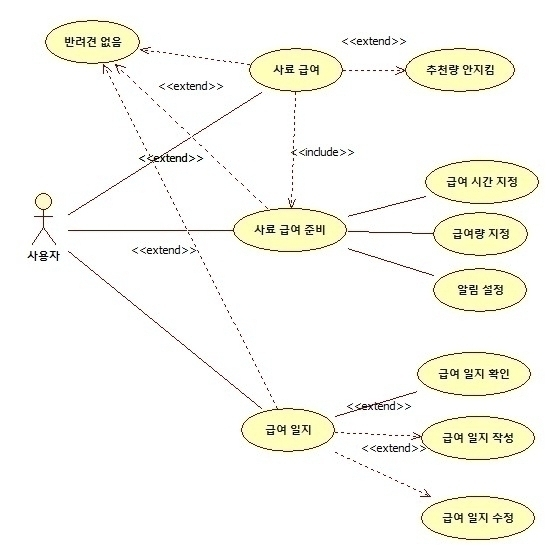 반려견 없음
사료 급여
<<extend>>
추천량 안지킴
<<extend>>
<<extend>>
<<include>>
급여 시간 지정
사용자
사료 급여 준비
급여량 지정
<<extend>>
알림 설정
급여 일지 확인
<<extend>>
급여 일지
급여 일지 작성
<<extend>>
급여 일지 수정